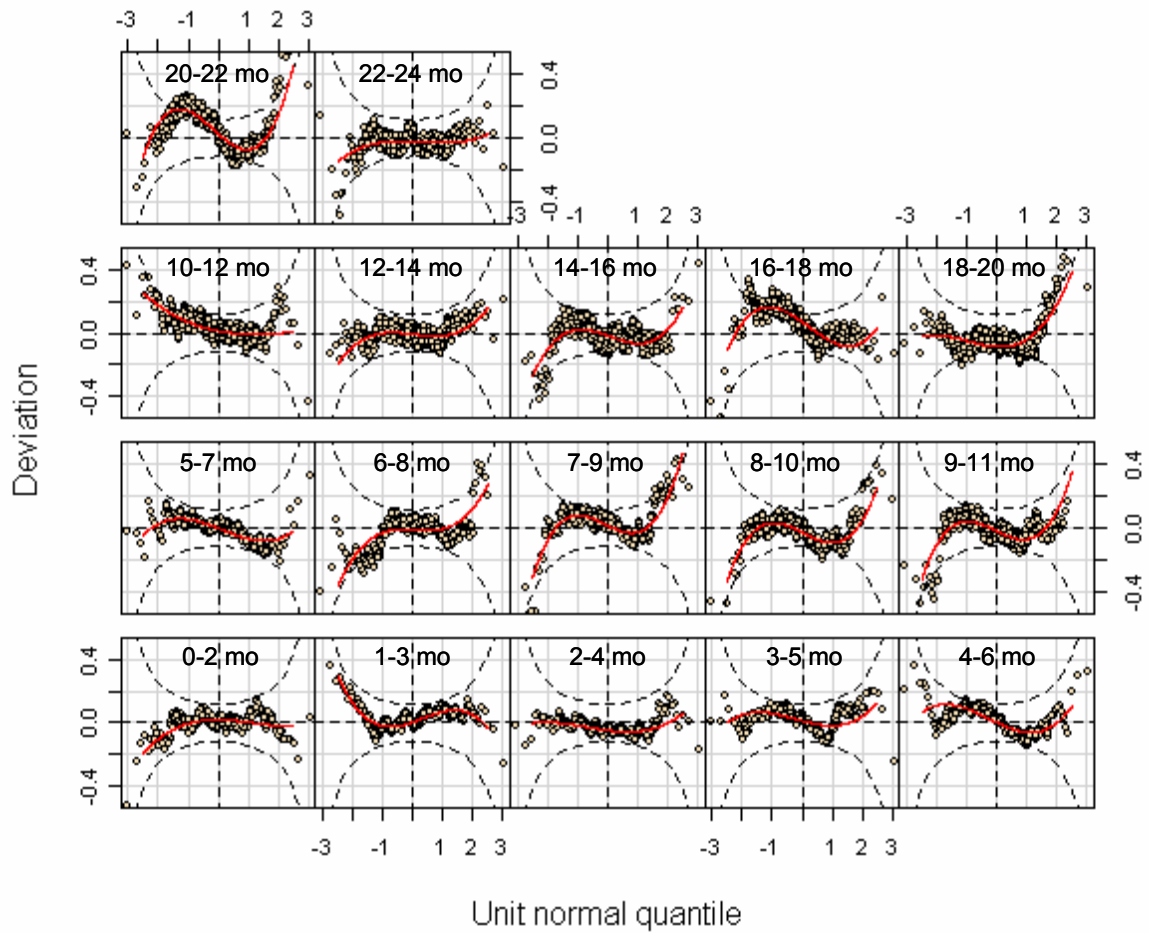 -3 -1 1 2 3
20-22 mo 22-24 mo
0.4
0.0
-0.4
-3 -1 1 2 3 -3 -1 1 2 3
10-12 mo 12-14 mo 14-16 mo 16-18 mo 18-20 mo
0.4
0.0
-0.4
Deviation
5-7 mo 6-8 mo 7-9 mo 8-10 mo 9-11 mo
0.4
0.0
-0.4
0-2 mo 1-3 mo 2-4 mo 3-5 mo 4-6 mo
0.4
0.0
-0.4
-3 -1 1 2 3 -3 -1 1 2 3
Unit normal quantile